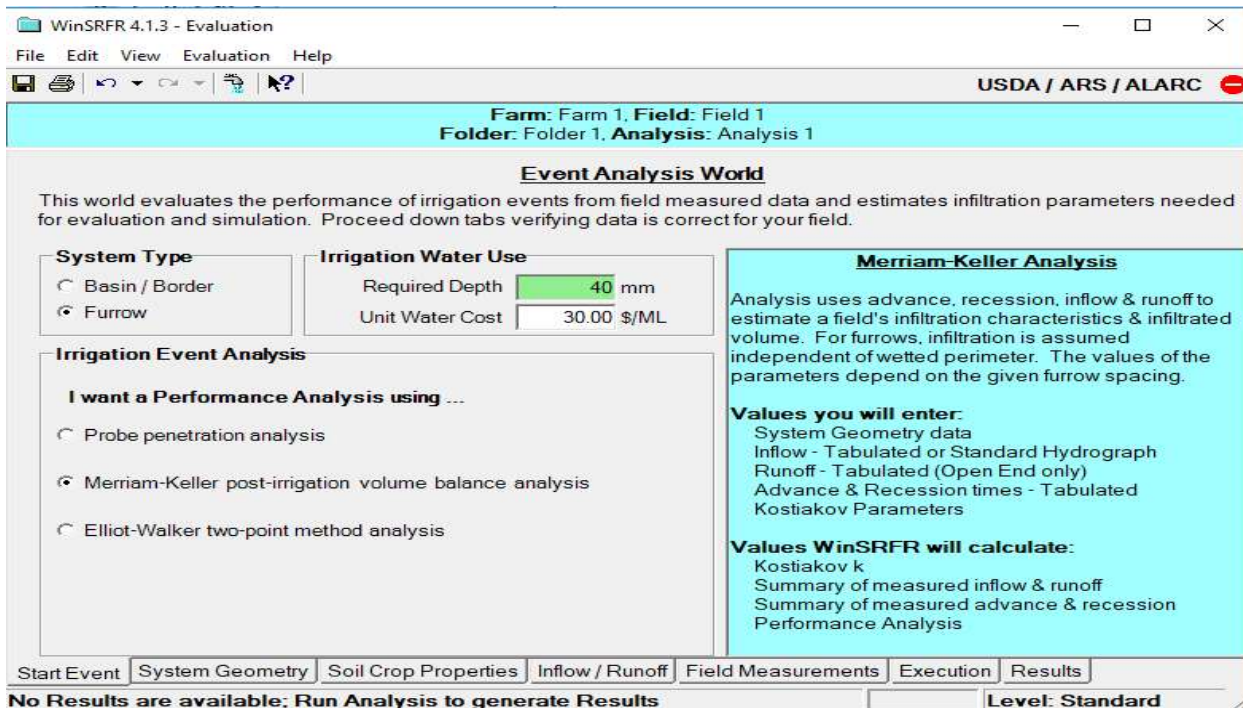 WinSRFR 4.1.3 - Evaluation
File Edit View Evaluation Help
USDA / ARS / ALARC
Farm: Farm 1, Field: Field 1
Folder: Folder 1, Analysis: Analysis 1
Event Analysis World
This world evaluates the performance of irrigation events from field measured data and estimates infiltration parameters needed
for evaluation and simulation. Proceed down tabs verifying data is correct for your field.
System Type
Basin / Border
Furrow
Irrigation Water Use
Required Depth 40 mm
Unit Water Cost 30.00 $/ML
Irrigation Event Analysis
I want a Performance Analysis using ...
Probe penetration analysis
Merriam-Keller post-irrigation volume balance analysis
Elliot-Walker two-point method analysis
Merriam-Keller Analysis
Analysis uses advance, recession, inflow & runoff to
estimate a field's infiltration characteristics & infiltrated
volume. For furrows, infiltration is assumed
independent of wetted perimeter. The values of the
parameters depend on the given furrow spacing.
Values you will enter:
System Geometry data
Inflow - Tabulated or Standard Hydrograph
Runoff - Tabulated (Open End only)
Advance & Recession times - Tabulated
Kostiakov Parameters
Values WinSRFR will calculate:
Kostiakov k
Summary of measured inflow & runoff
Summary of measured advance & recession
Performance Analysis
Start Event System Geometry Soil Crop Properties Inflow / Runoff Field Measurements Execution Results
No Results are available; Run Analysis to generate Results Level: Standard